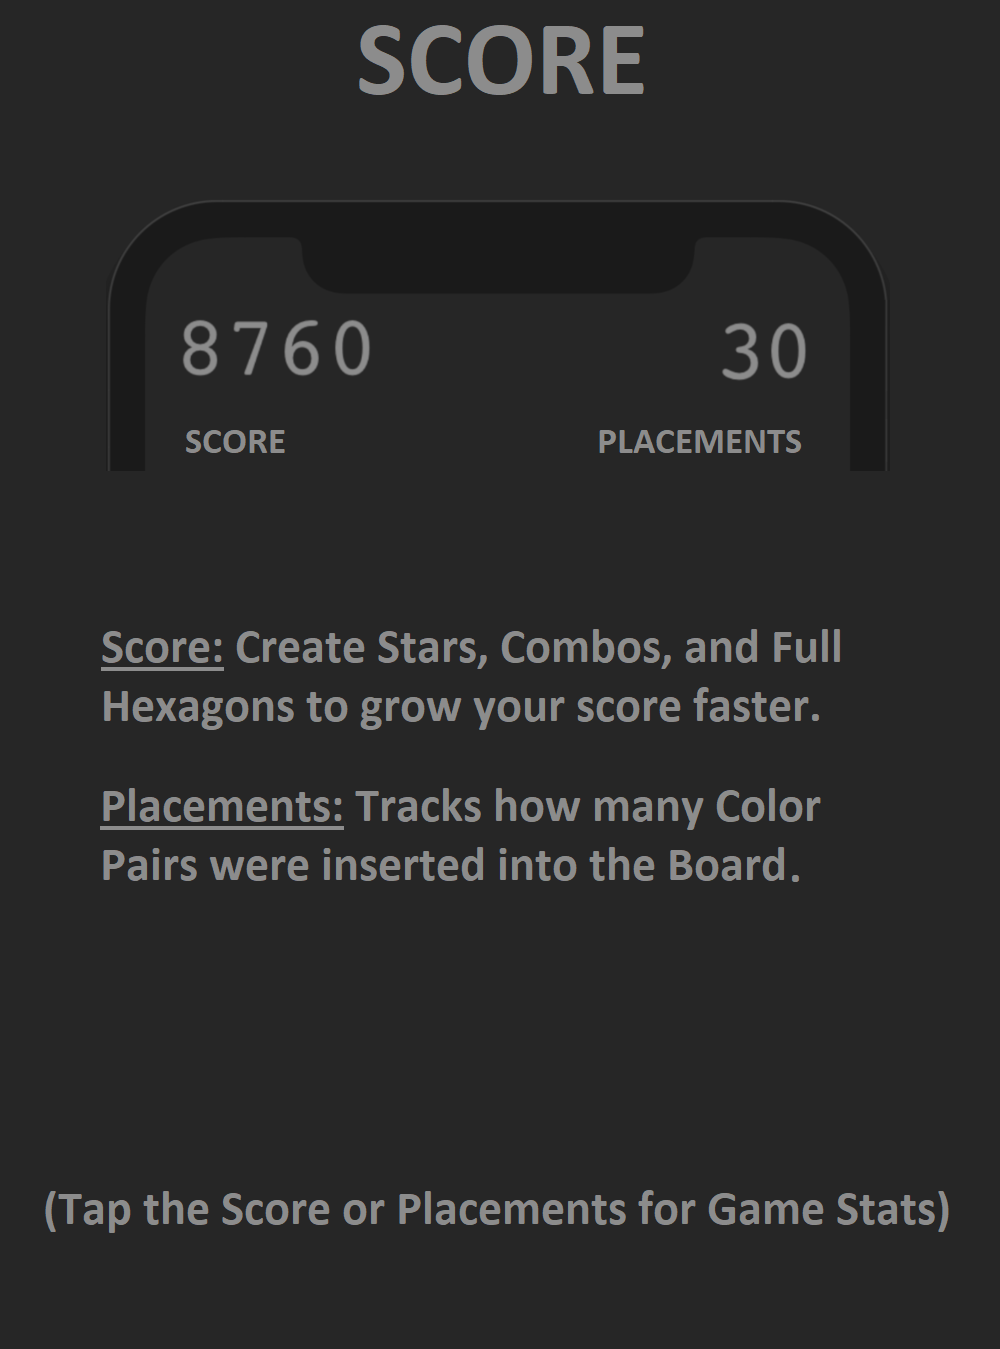 SCORE
8760 30
SCORE PLACEMENTS
Score: Create Stars, Combos, and Full
Hexagons to grow your score faster.
Placements: Tracks how many Color
Pairs were inserted into the Board.
(Tap the Score or Placements for Game Stats)